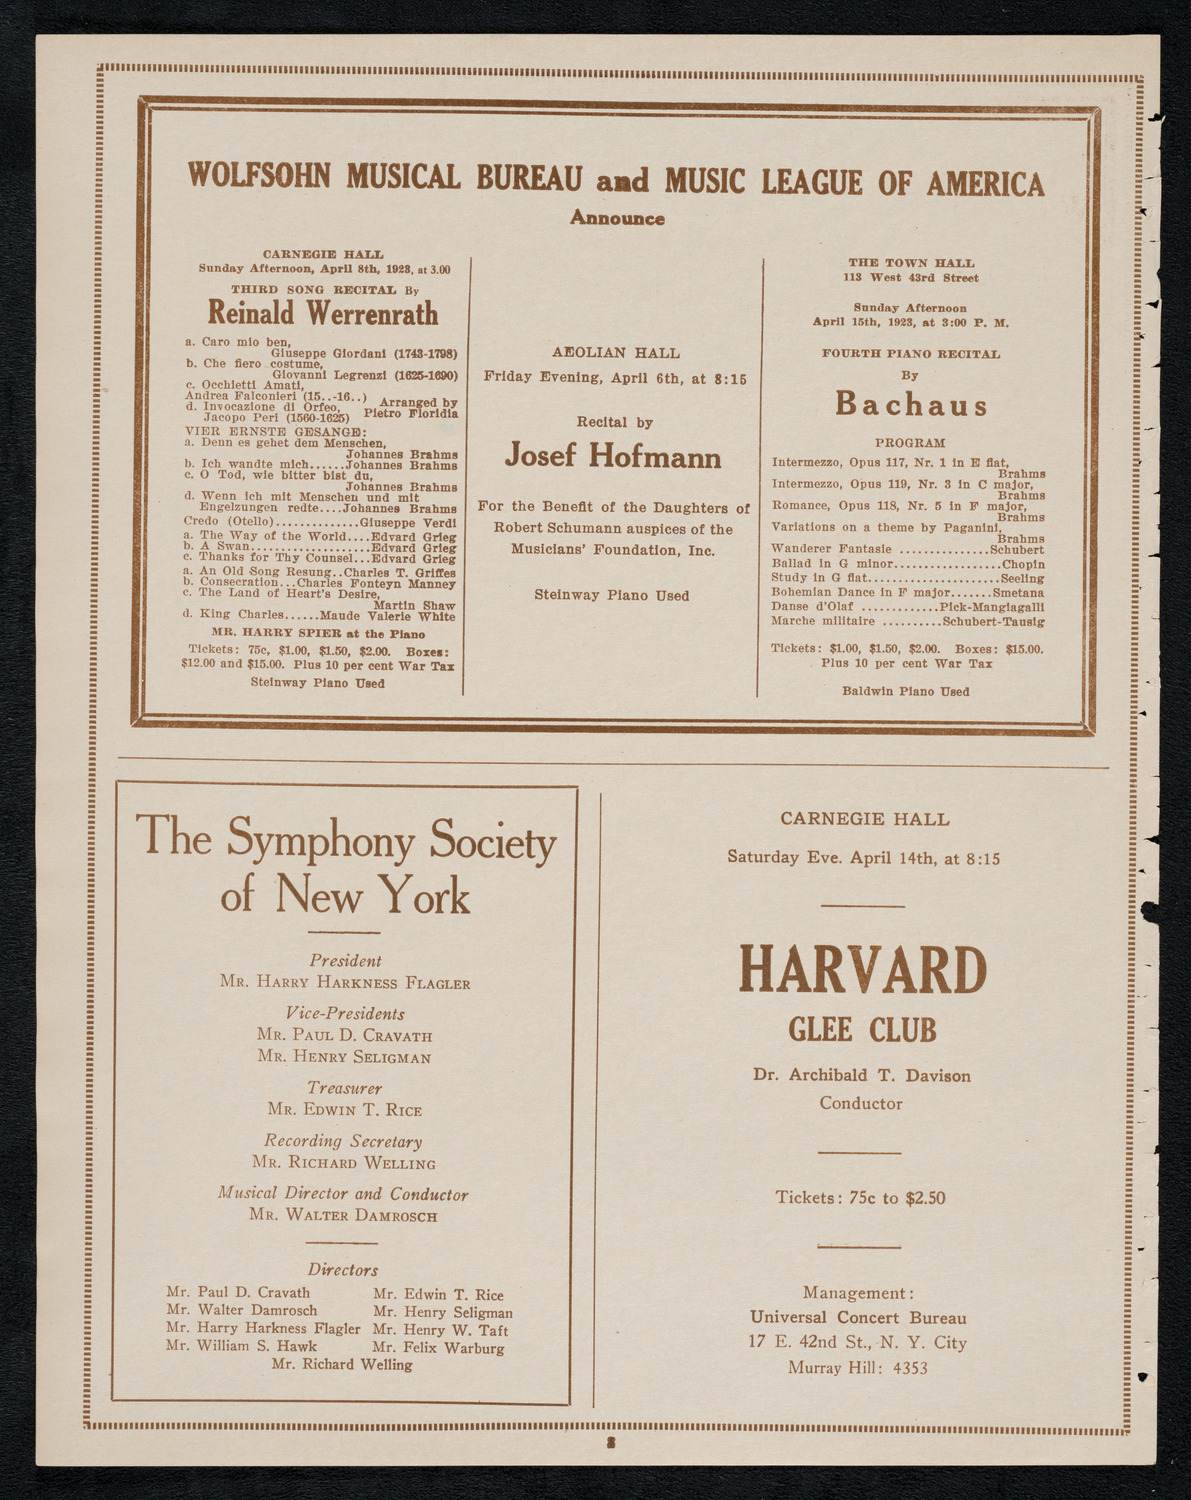 WOLFSOHN MUSICAL BUREAU and MUSIC LEAGUE OF AMERICA
Announce
CARNEGIE HALL
Sunday Afternoon, April 8th, 1923, at 3.00
THIRD SONG RECITAL By
Reinald Werrenrath
a. Caro mio ben,
Giuseppe Giordani (1743-1798)
b. Che fiero costume,
Giovanni Legrenzi (1625-1690)
c. Occhietti Amati,
Andrea Falconieri (15..-16..)
d. Invocazione di Orfeo,
Jacopo Peri (1560-1625)
Arranged by
Pietro Floridia
VIER ERNSTE GESANGE:
a. Denn es gehet dem Menschen,
Johannes Brahms
b. Ich wandte mich......Johannes Brahms
c. O Tod, wie bitter bist du,
Johannes Brahms
d. Wenn ich mit Menschen und mit
Engelzungen redte....Johannes Brahms
Credo (Otello).............Giuseppe Verdi
a. The Way of the World....Edvard Grieg
b. A Swan...................Edvard Grieg
c. Thanks for Thy Counsel...Edvard Grieg
a. An Old Song Resung..Charles T. Griffes
b. Consecration...Charles Fonteyn Manney
c. The Land of Heart's Desire,
Martin Shaw
d. King Charles......Maude Valerie White
MR. HARRY SPIER at the Piano
Tickets: 75c, $1.00, $1.50, $2.00. Boxes:
$12.00 and $15.00. Plus 10 per cent War Tax
Steinway Piano Used
AEOLIAN HALL
Friday Evening, April 6th, at 8:15
Recital by
Josef Hofmann
For the Benefit of the Daughters of
Robert Schumann auspices of the
Musicians' Foundation, Inc.
Steinway Piano Used
THE TOWN HALL
113 West 43rd Street
Sunday Afternoon
April 15th, 1923, at 3:00 P. M.
FOURTH PIANO RECITAL
By
Bachaus
PROGRAM
Intermezzo, Opus 117, Nr. 1 in E flat,
Brahms
Intermezzo, Opus 119, Nr. 3 in C major,
Brahms
Romance, Opus 118, Nr. 5 in F major,
Brahms
Variations on a theme by Paganini,
Brahms
Wanderer Fantasie ..............Schubert
Ballad in G minor.................Chopin
Study in G flat.....................Seeling
Bohemian Dance in F major.......Smetana
Danse d'Olaf ............Pick-Mangiagalli
Marche militaire ..........Schubert-Tausig
Tickets: $1.00, $1.50, $2.00. Boxes: $15.00.
Plus 10 per cent War Tax
Baldwin Piano Used
The Symphony Society
of New York
President
MR. HARRY HARKNESS FLAGLER
Vice-Presidents
MR. PAUL D. CRAVATH
MR. HENRY SELIGMAN
Treasurer
MR. EDWIN T. RICE
Recording Secretary
MR. RICHARD WELLING
Musical Director and Conductor
MR. WALTER DAMROSCH
Directors
Mr. Paul D. Cravath Mr. Edwin T. Rice
Mr. Walter Damrosch Mr. Henry Seligman
Mr. Harry Harkness Flagler Mr. Henry W. Taft
Mr. William S. Hawk Mr. Felix Warburg
Mr. Richard Welling
CARNEGIE HALL
Saturday Eve. April 14th, at 8:15
HARVARD
GLEE CLUB
Dr. Archibald T. Davison
Conductor
Tickets: 75c to $2.50
Management:
Universal Concert Bureau
17 E. 42nd St., N. Y. City
Murray Hill: 4353